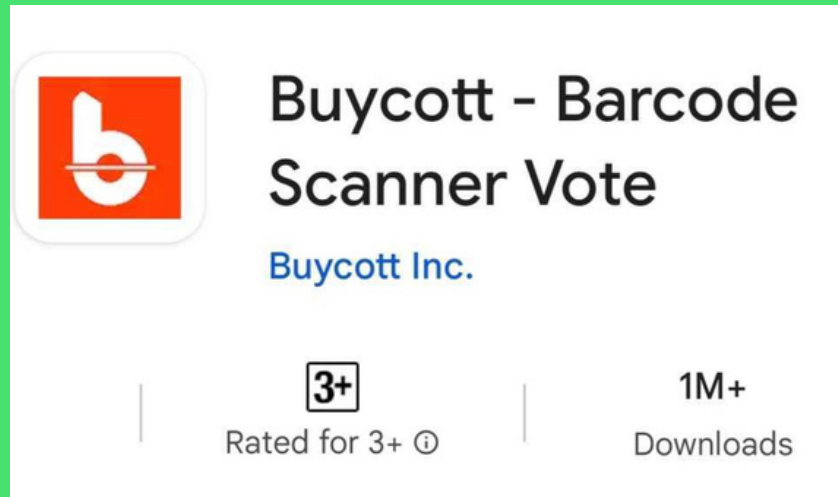 b
Buycott - Barcode
Scanner Vote
Buycott Inc.
3+
1M+
Rated for 3+ ⓘ
Downloads